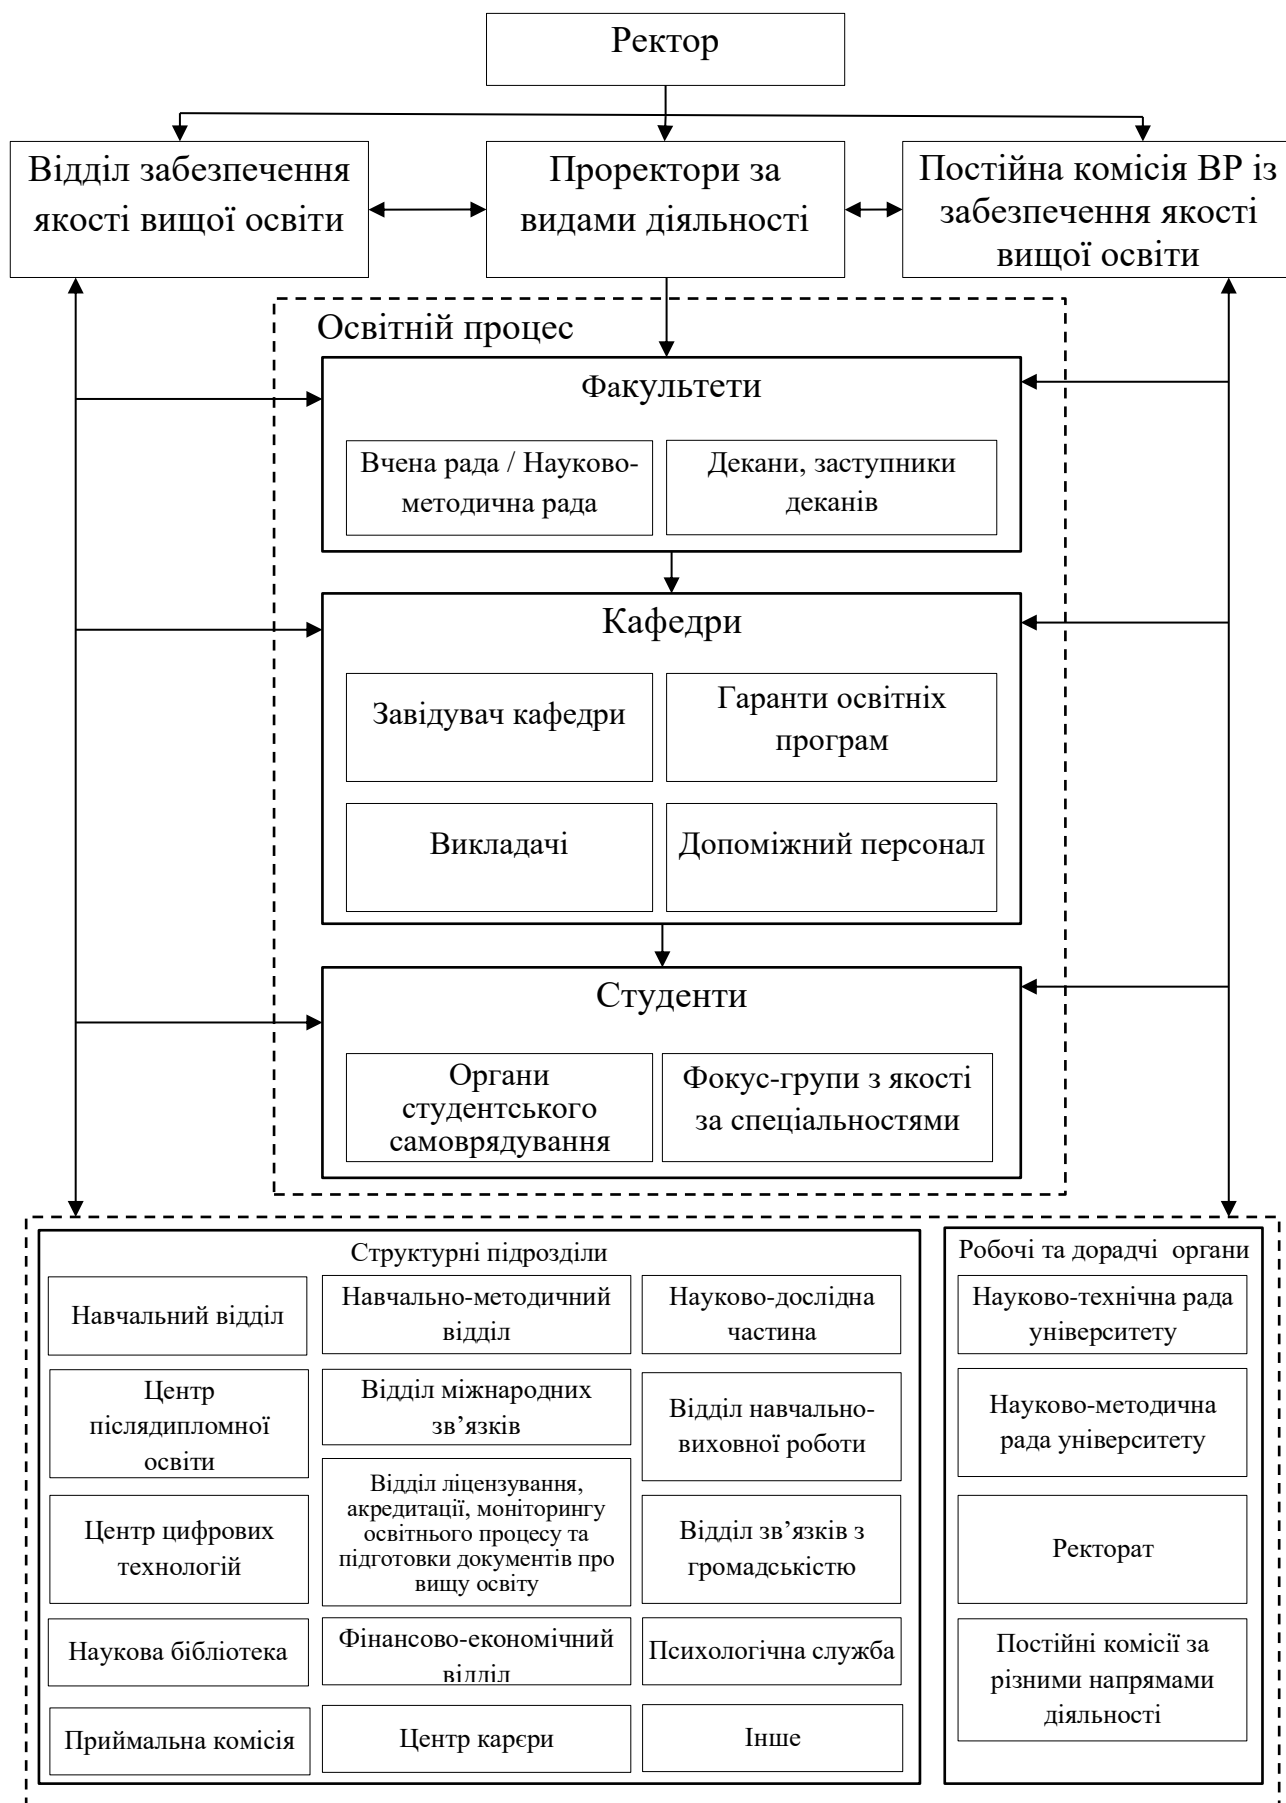 Ректор
Відділ забезпечення
якості вищої освіти
Проректори за
видами діяльності
Постійна комісія ВР із
забезпечення якості
вищої освіти
Освітній процес
Факультети
Вчена рада / Науково-
методична рада
Декани, заступники
деканів
Кафедри
Завідувач кафедри
Гаранти освітніх
програм
Викладачі
Допоміжний персонал
Студенти
Органи
студентського
самоврядування
Фокус-групи з якості
за спеціальностями
Структурні підрозділи
Навчальний відділ
Навчально-методичний
відділ
Науково-дослідна
частина
Центр
післядипломної
освіти
Відділ міжнародних
зв’язків
Відділ навчально-
виховної роботи
Центр цифрових
технологій
Відділ ліцензування,
акредитації, моніторингу
освітнього процесу та
підготовки документів про
вищу освіту
Відділ зв’язків з
громадськістю
Наукова бібліотека
Фінансово-економічний
відділ
Психологічна служба
Приймальна комісія
Центр карєри
Інше
Робочі та дорадчі органи
Науково-технічна рада
університету
Науково-методична
рада університету
Ректорат
Постійні комісії за
різними напрямами
діяльності